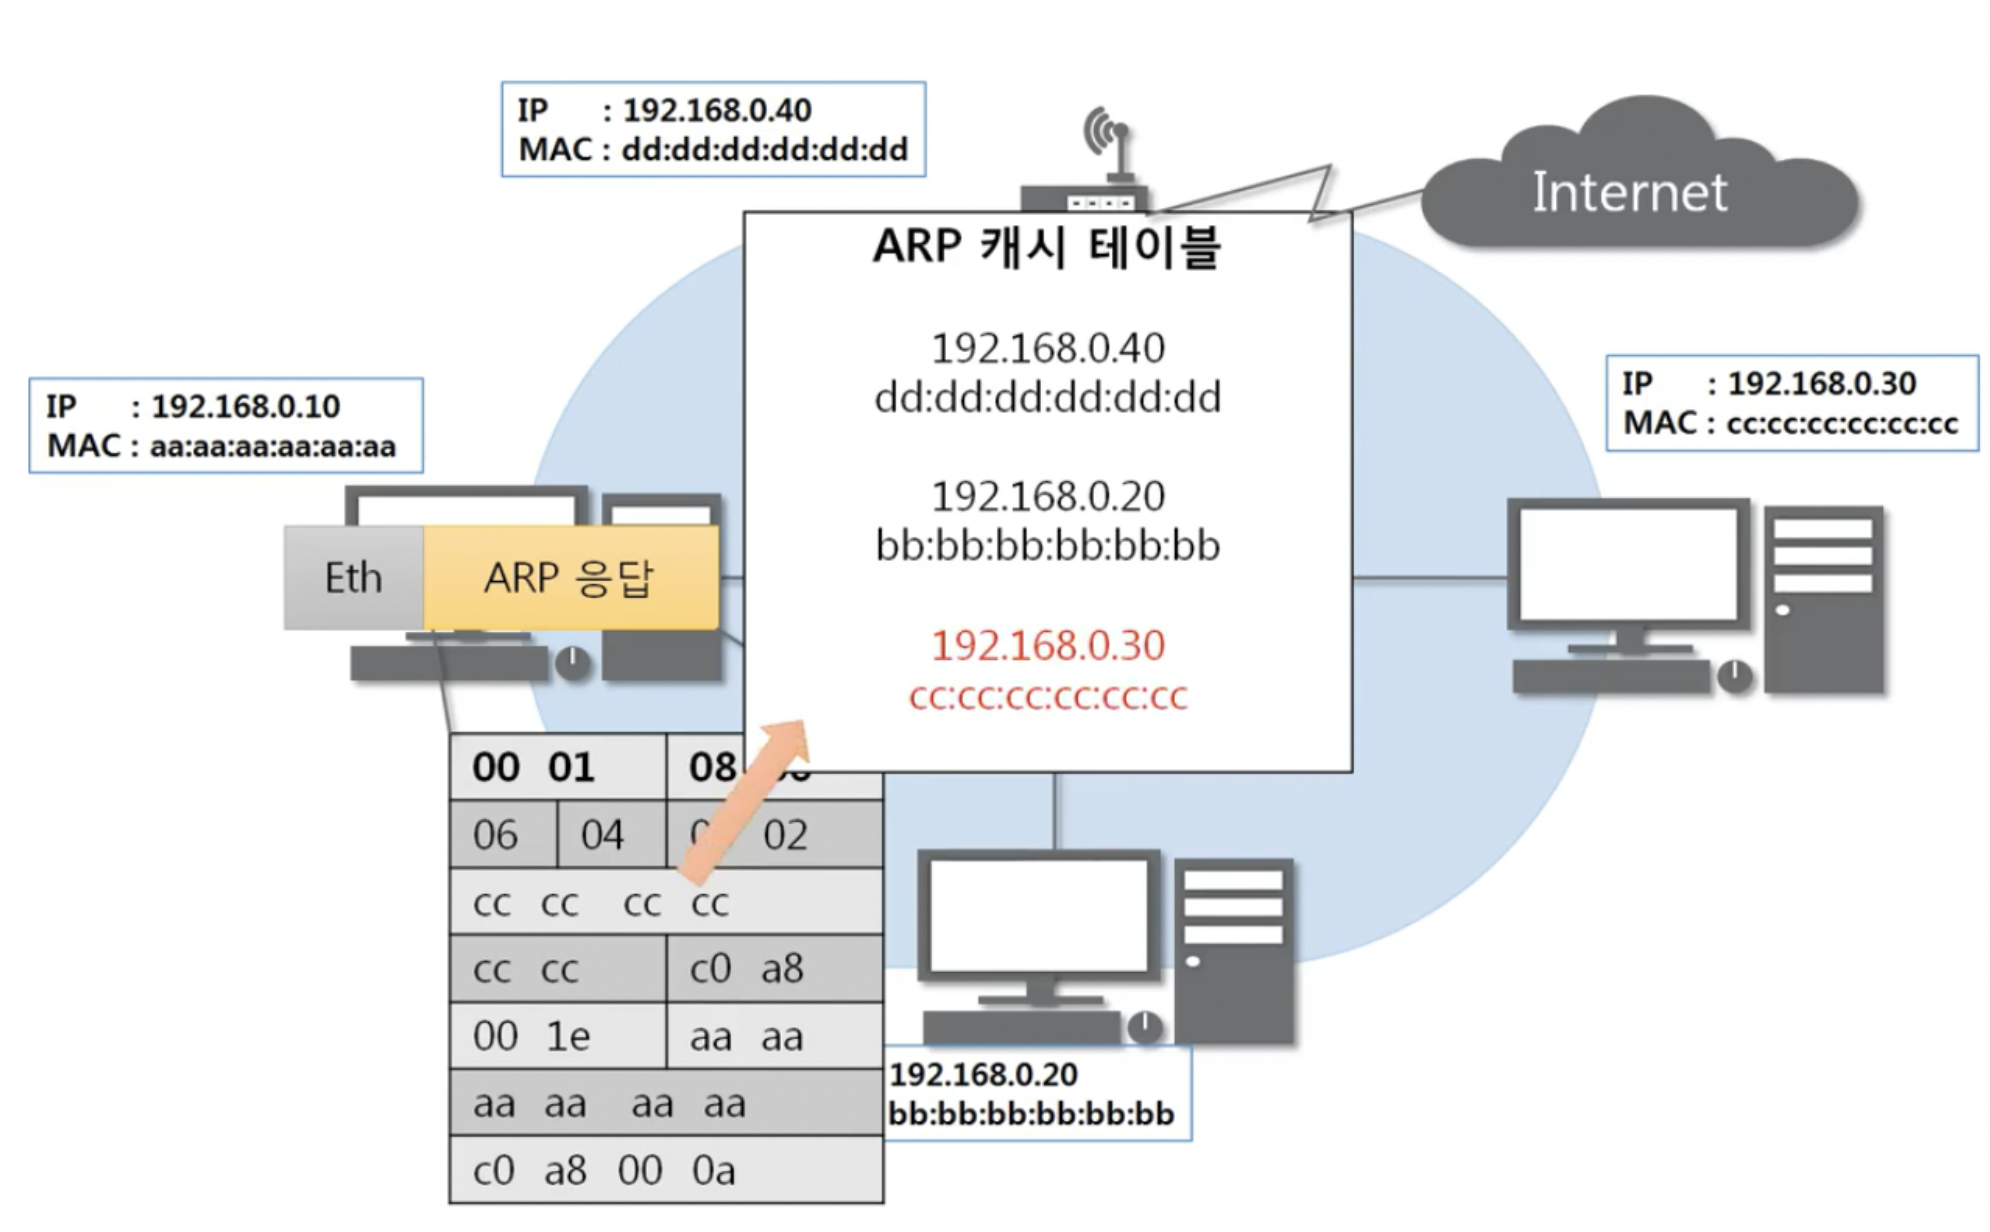 IP : 192.168.0.40
MAC : dd:dd:dd:dd:dd:dd
Internet
ARP 캐시 테이블
192.168.0.40
dd:dd:dd:dd:dd:dd
192.168.0.20
bb:bb:bb:bb:bb:bb
192.168.0.30
cc:cc:cc:cc:cc:cc
IP : 192.168.0.10
MAC : aa:aa:aa:aa:aa:aa
IP : 192.168.0.30
MAC : cc:cc:cc:cc:cc:cc
Eth
ARP 응답
00 01 08
06 04 02
cc cc cc cc
cc cc c0 a8
00 1e aa aa
aa aa aa aa
c0 a8 00 0a
192.168.0.20
bb:bb:bb:bb:bb:bb